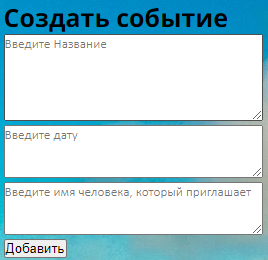 Создать событие
Введите Название
Введите дату
Введите имя человека, который приглашает
Добавить